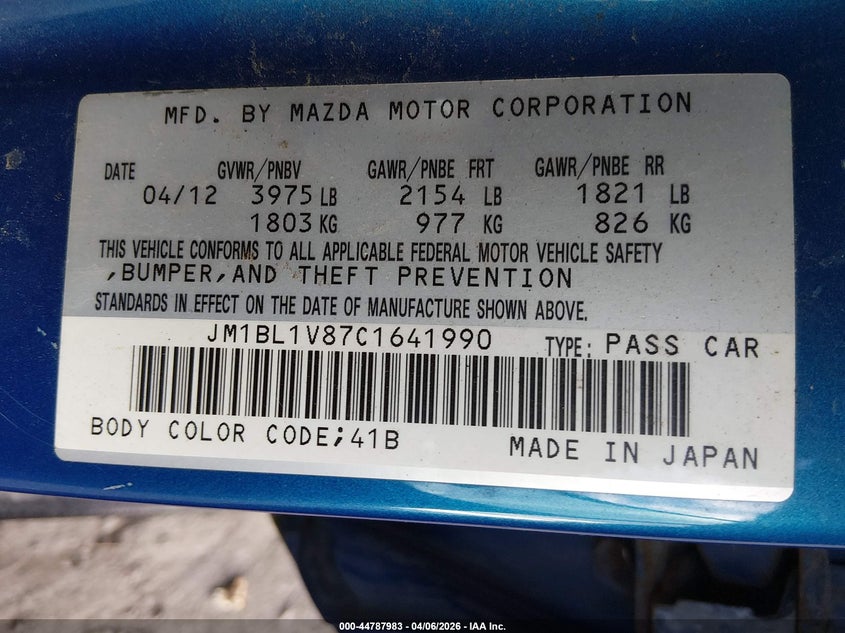 MFD. BY MAZDA MOTOR CORPORATION
DATE GVWR/PNBV GAWR/PNBE FRT GAWR/PNBE RR
04/12 3975 LB 2154 LB 1821 LB
1803 KG 977 KG 826 KG
THIS VEHICLE CONFORMS TO ALL APPLICABLE FEDERAL MOTOR VEHICLE SAFETY
,BUMPER,AND THEFT PREVENTION
STANDARDS IN EFFECT ON THE DATE OF MANUFACTURE SHOWN ABOVE.
JM1BL1V87C1641990 TYPE: PASS CAR
BODY COLOR CODE;41B MADE IN JAPAN
000-44787983 - 04/06/2026 - IAA Inc.